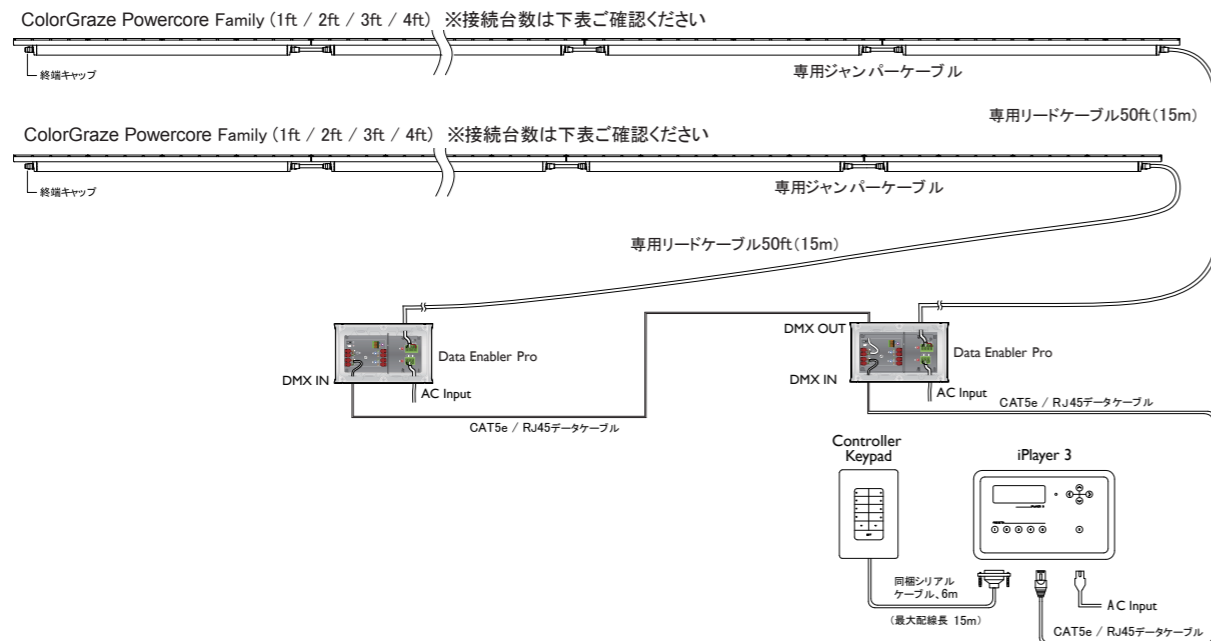 ColorGraze Powercore Family (1ft / 2ft / 3ft / 4ft) ※接続台数は下表ご確認ください
終端キャップ
専用ジャンパーケーブル
専用リードケーブル50ft(15m)
ColorGraze Powercore Family (1ft / 2ft / 3ft / 4ft) ※接続台数は下表ご確認ください
終端キャップ
専用ジャンパーケーブル
専用リードケーブル50ft(15m)
DMX OUT
Data Enabler Pro
Data Enabler Pro
DMX IN
DMX IN
AC Input
AC Input
CAT5e / RJ45データケーブル
CAT5e / RJ45データケーブル
Controller
Keypad
iPlayer 3
同梱シリアル
ケーブル、6m
(最大配線長 15m)
AC Input
CAT5e / RJ45データケーブル